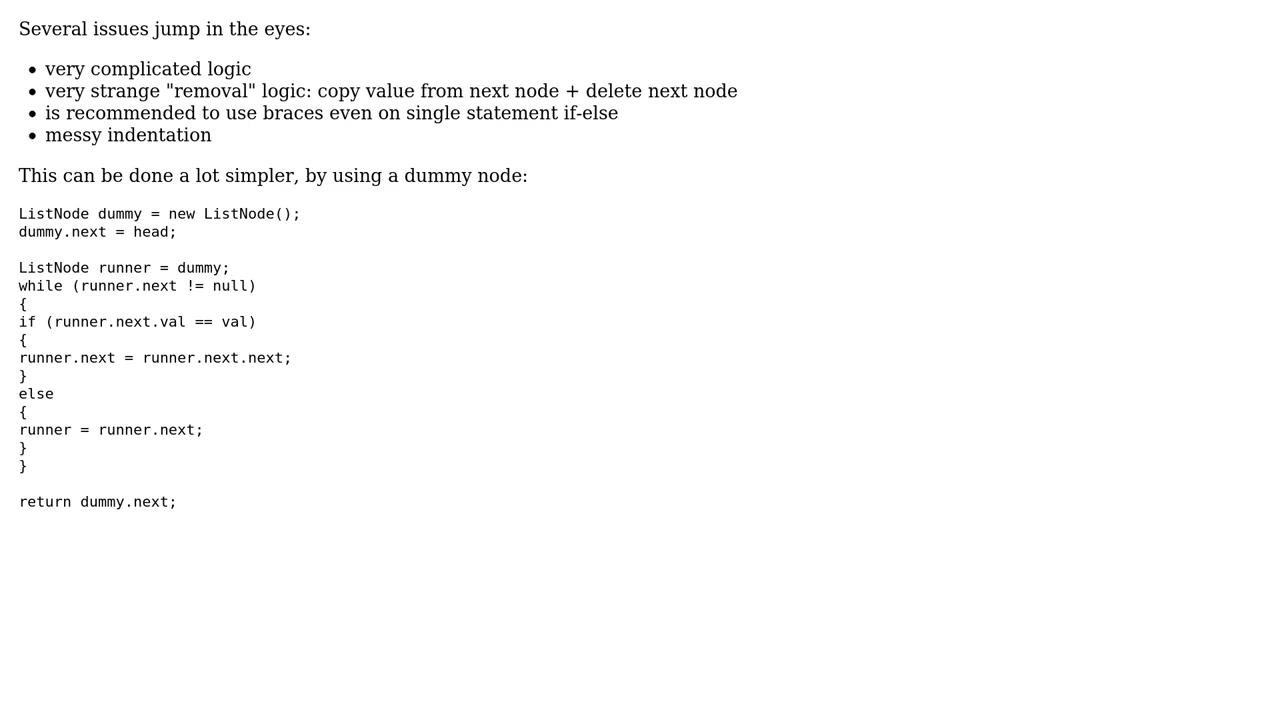 Several issues jump in the eyes:
• very complicated logic
• very strange "removal" logic: copy value from next node + delete next node
• is recommended to use braces even on single statement if-else
• messy indentation
This can be done a lot simpler, by using a dummy node:
ListNode dummy = new ListNode();
dummy.next = head;
ListNode runner = dummy;
while (runner.next != null)
{
if (runner.next.val == val)
{
runner.next = runner.next.next;
}
else
{
runner = runner.next;
}
}
return dummy.next;